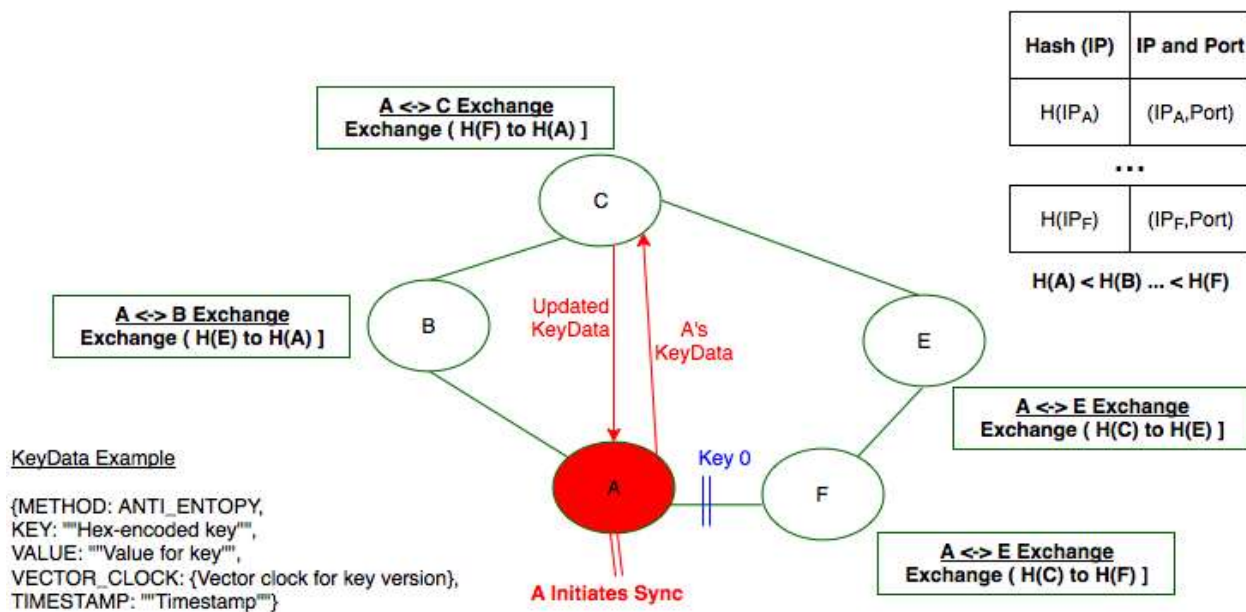 A <-> C Exchange
Exchange ( H(F) to H(A) ]
Hash (IP) IP and Port
H(IPA) (IPA,Port)
...
H(IPF) (IPF,Port)
H(A) < H(B) ... < H(F)
C
A <-> B Exchange
Exchange ( H(E) to H(A) ]
B
Updated
KeyData
A's
KeyData
E
A <-> E Exchange
Exchange ( H(C) to H(E) ]
Key 0
A
F
A Initiates Sync
A <-> E Exchange
Exchange ( H(C) to H(F) ]
KeyData Example
{METHOD: ANTI_ENTOPY,
KEY: ""Hex-encoded key"",
VALUE: ""Value for key"",
VECTOR_CLOCK: {Vector clock for key version},
TIMESTAMP: ""Timestamp""}